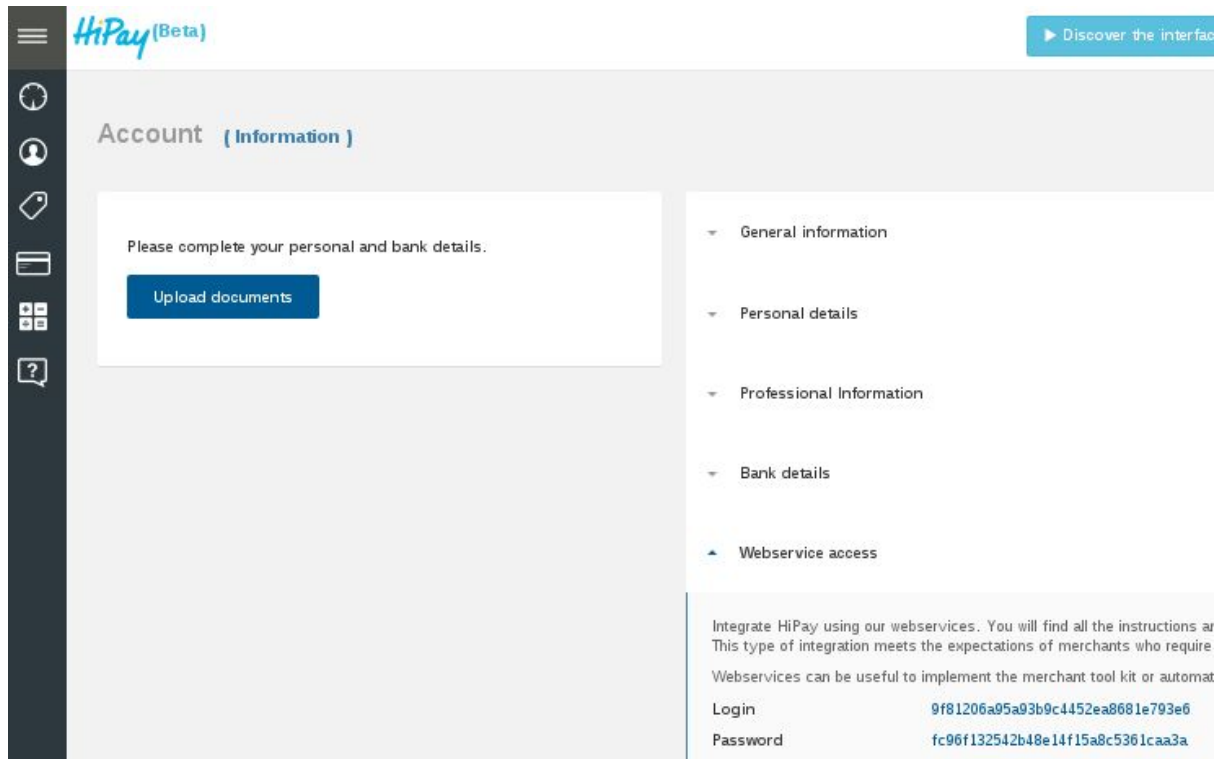 HiPay (Beta)
▶ Discover the interfac
Account ( Information )
Please complete your personal and bank details.
Upload documents
General information
Personal details
Professional Information
Bank details
Webservice access
Integrate HiPay using our webservices. You will find all the instructions ar
This type of integration meets the expectations of merchants who require
Webservices can be useful to implement the merchant tool kit or automat
Login 9f81206a95a93b9c4452ea8681e793e6
Password fc96f132542b48e14f15a8c5361caa3a